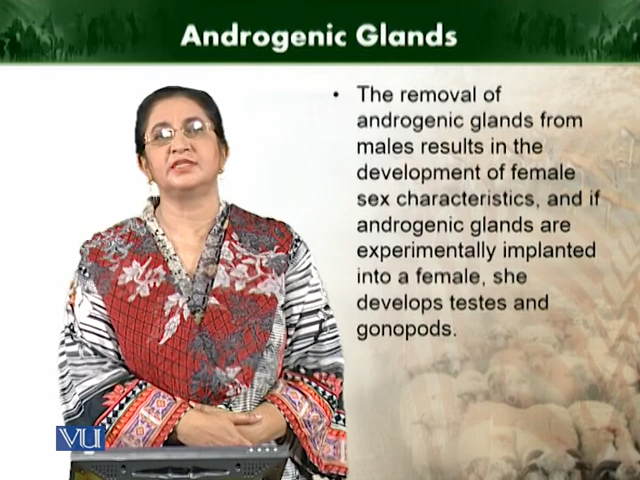 Androgenic Glands
• The removal of
androgenic glands from
males results in the
development of female
sex characteristics, and if
androgenic glands are
experimentally implanted
into a female, she
develops testes and
gonopods.
VU